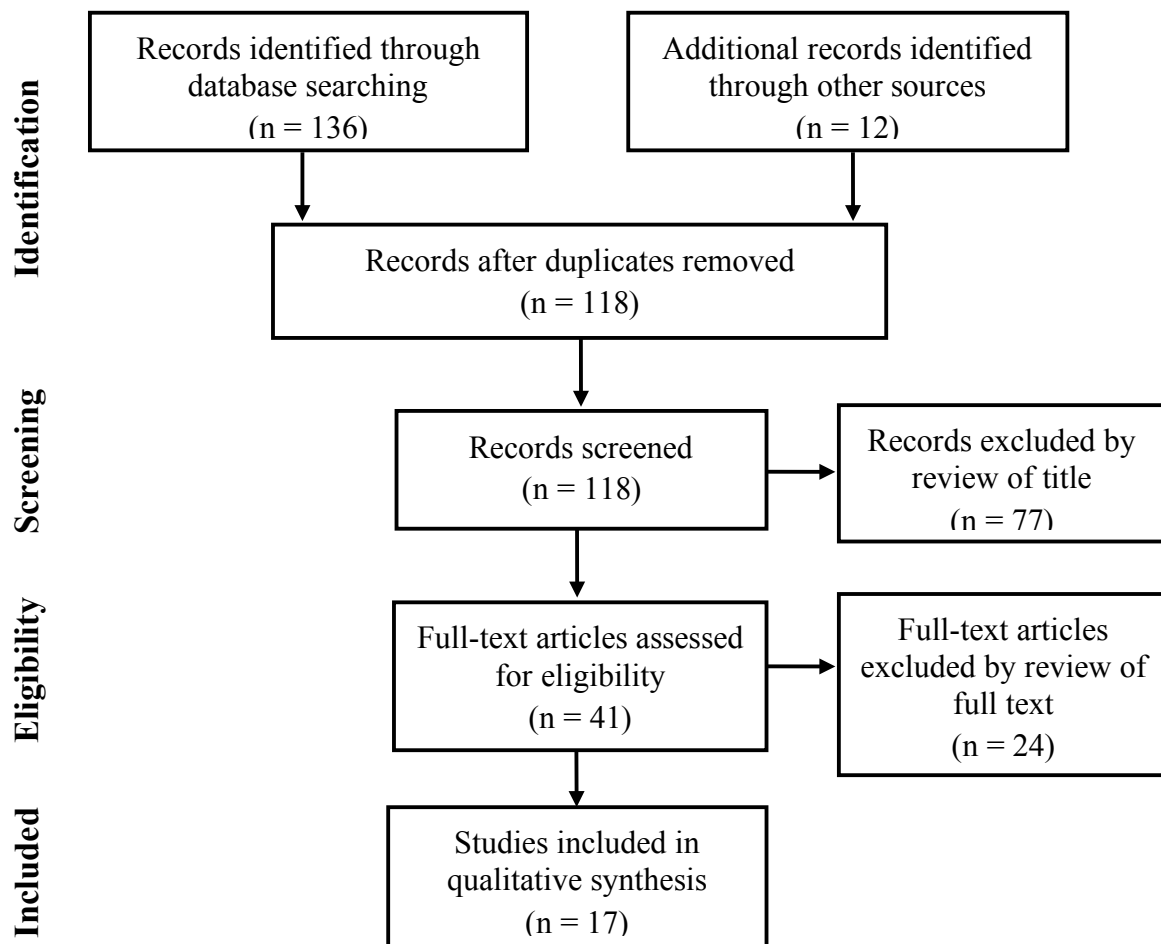 Identification
Records identified through
database searching
(n = 136)
Additional records identified
through other sources
(n = 12)
Records after duplicates removed
(n = 118)
Screening
Records screened
(n = 118)
Records excluded by
review of title
(n = 77)
Eligibility
Full-text articles assessed
for eligibility
(n = 41)
Full-text articles
excluded by review of
full text
(n = 24)
Included
Studies included in
qualitative synthesis
(n = 17)